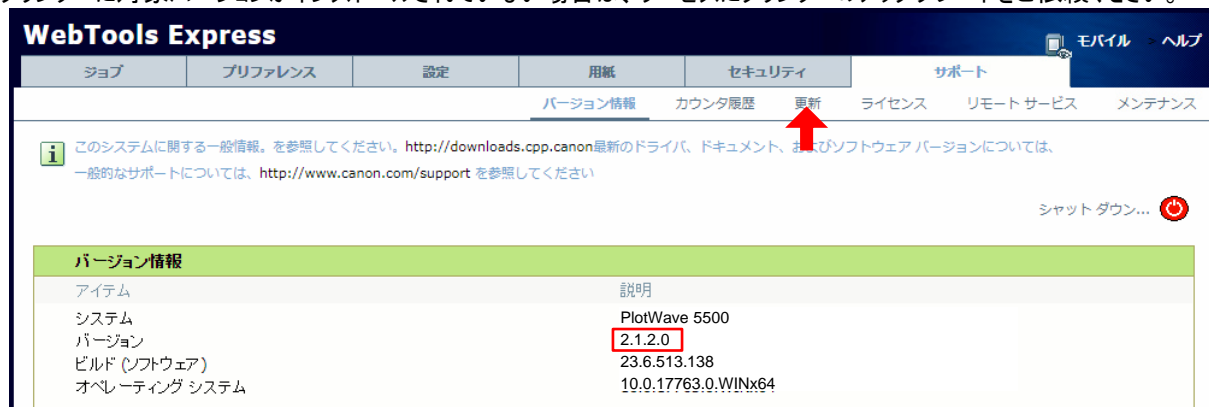 WebTools Express
モバイル ヘルプ
ジョブ プリファレンス 設定 用紙 セキュリティ サポート
バージョン情報 カウンタ履歴 更新 ライセンス リモート サービス メンテナンス
このシステムに関する一般情報。を参照してください。http://downloads.cpp.canon最新のドライバ、ドキュメント、およびソフトウェア バージョンについては、
一般的なサポートについては、http://www.canon.com/support を参照してください
シャット ダウン...
バージョン情報
アイテム 説明
システム PlotWave 5500
バージョン 2.1.2.0
ビルド (ソフトウェア) 23.6.513.138
オペレーティング システム 10.0.17763.0.WINx64